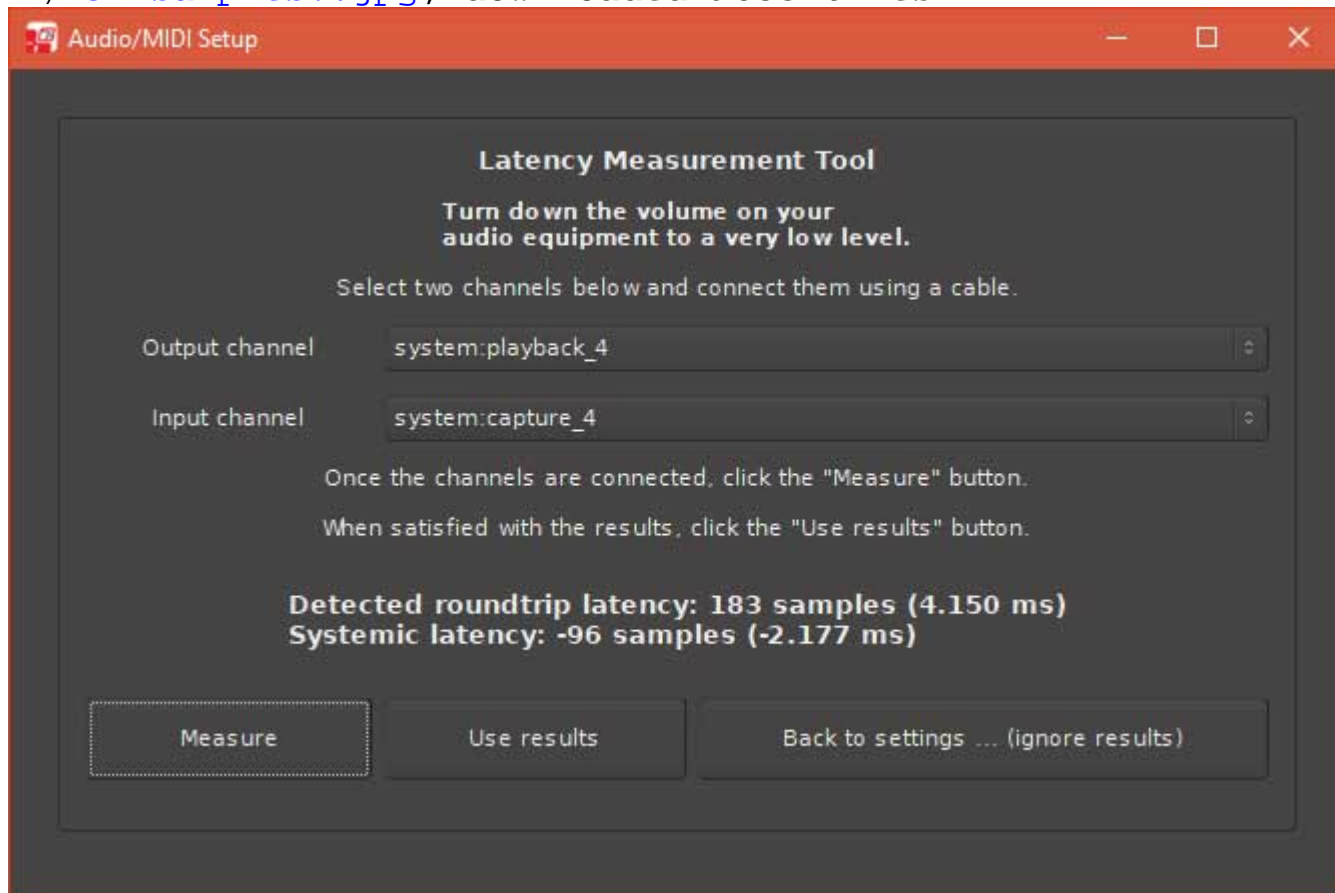 Audio/MIDI Setup
Latency Measurement Tool
Turn down the volume on your
audio equipment to a very low level.
Select two channels below and connect them using a cable.
Output channel system:playback_4
Input channel system:capture_4
Once the channels are connected, click the "Measure" button.
When satisfied with the results, click the "Use results" button.
Detected roundtrip latency: 183 samples (4.150 ms)
Systemic latency: -96 samples (-2.177 ms)
Measure Use results Back to settings ... (ignore results)